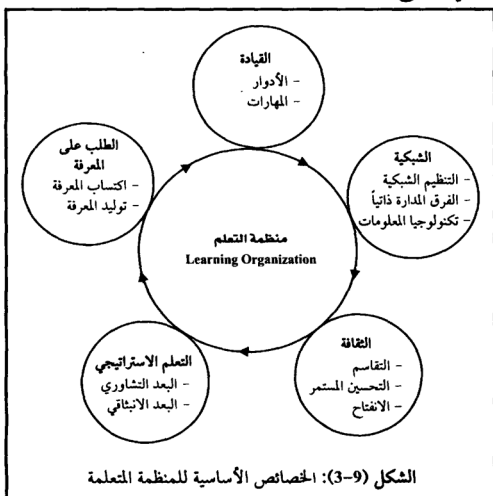 القيادة
- الأدوار
- المهارات
الشبكية
- التنظيم الشبكية
- الفرق المدارة ذاتياً
- تكنولوجيا المعلومات
الثقافة
- التقاسم
- التحسين المستمر
- الانفتاح
التعلم الاستراتيجي
- البعد التشاوري
- البعد الانبثاقي
الطلب على
المعرفة
- اكتساب المعرفة
- توليد المعرفة
منظمة التعلم
Learning Organization
الشكل (9-3): الخصائص الأساسية للمنظمة المتعلمة